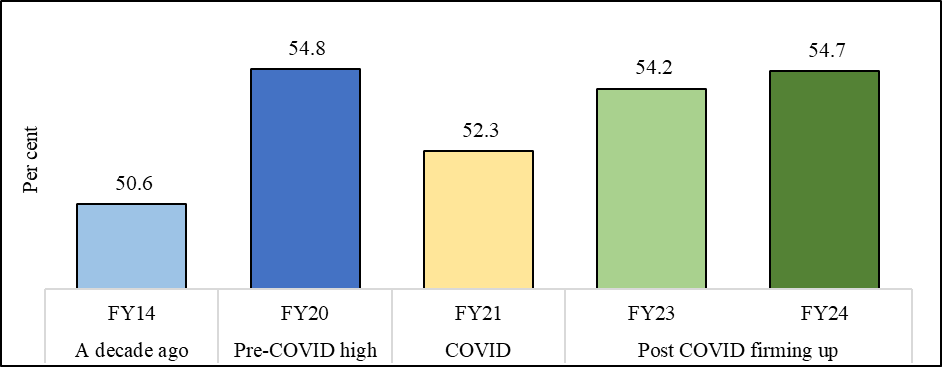 54.8
54.7
54.2
52.3
50.6
Per cent
FY14 FY20 FY21 FY23 FY24
A decade ago Pre-COVID high COVID Post COVID firming up